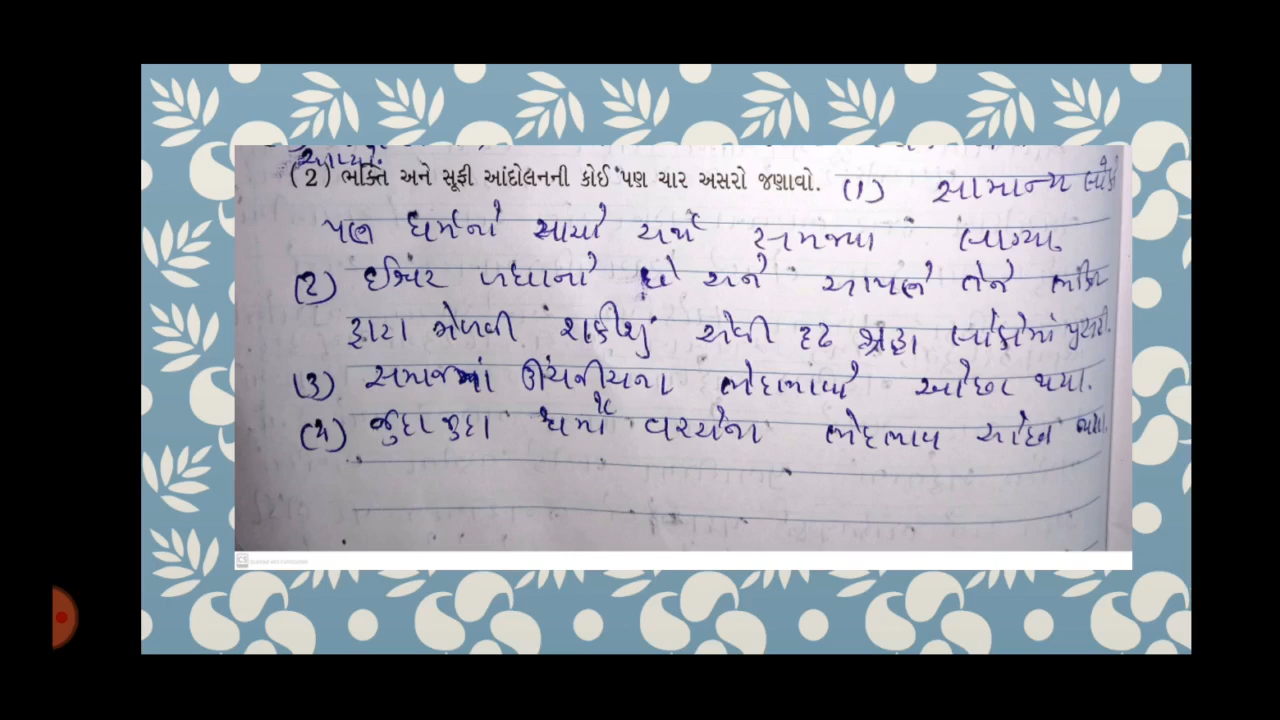 આપ્યો.
(2) ભક્તિ અને સૂફી આંદોલનની કોઈ પણ ચાર અસરો જણાવો. (1) સામાન્ય લોકો
પણ ધર્મનો સાચો અર્થ સમજવા લાગ્યા.
(2) ઈશ્વર બધાનો છે અને આપણે તેને ભક્તિ
દ્વારા મેળવી શકીશું એવી દૃઢ શ્રદ્ધા લોકોમાં પ્રસરી.
(3) સમાજમાં ઊંચનીચના ભેદભાવો ઓછા થયા.
(4) જુદા જુદા ધર્મો વચ્ચેના ભેદભાવ ઓછા થયા.